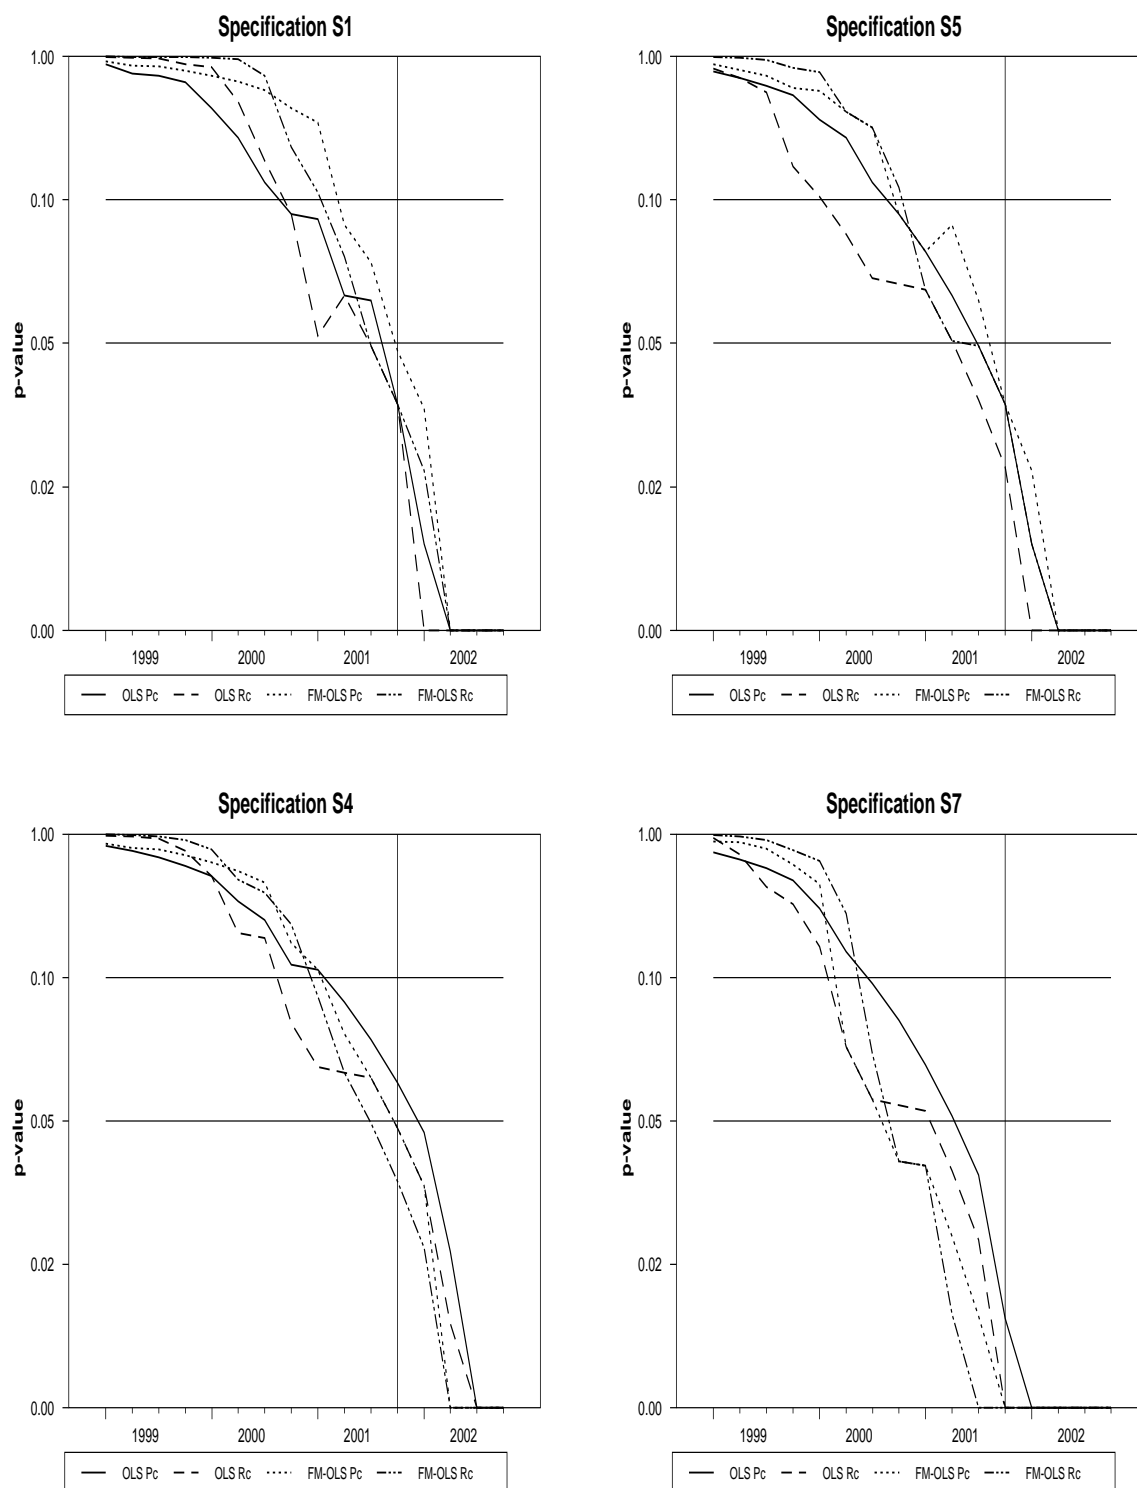 Specification S1
1.00
0.10
0.05
0.02
0.00
p-value
1999 2000 2001 2002
OLS Pc OLS Rc FM-OLS Pc FM-OLS Rc
Specification S5
1.00
0.10
0.05
0.02
0.00
p-value
1999 2000 2001 2002
OLS Pc OLS Rc FM-OLS Pc FM-OLS Rc
Specification S4
1.00
0.10
0.05
0.02
0.00
p-value
1999 2000 2001 2002
OLS Pc OLS Rc FM-OLS Pc FM-OLS Rc
Specification S7
1.00
0.10
0.05
0.02
0.00
p-value
1999 2000 2001 2002
OLS Pc OLS Rc FM-OLS Pc FM-OLS Rc